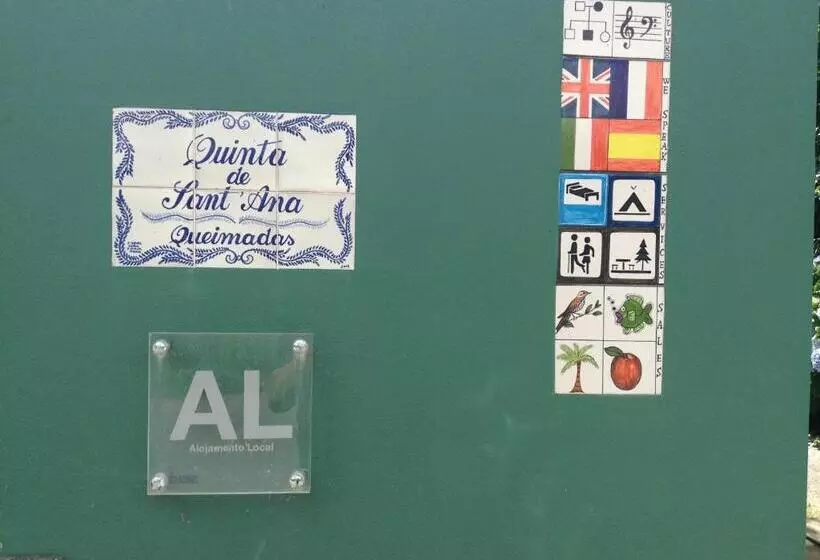 Quinta
de
Sant'Ana
Queimadas
AL
Alojamento Local
CULTURE
WE SPEAK
SERVICES
SALES